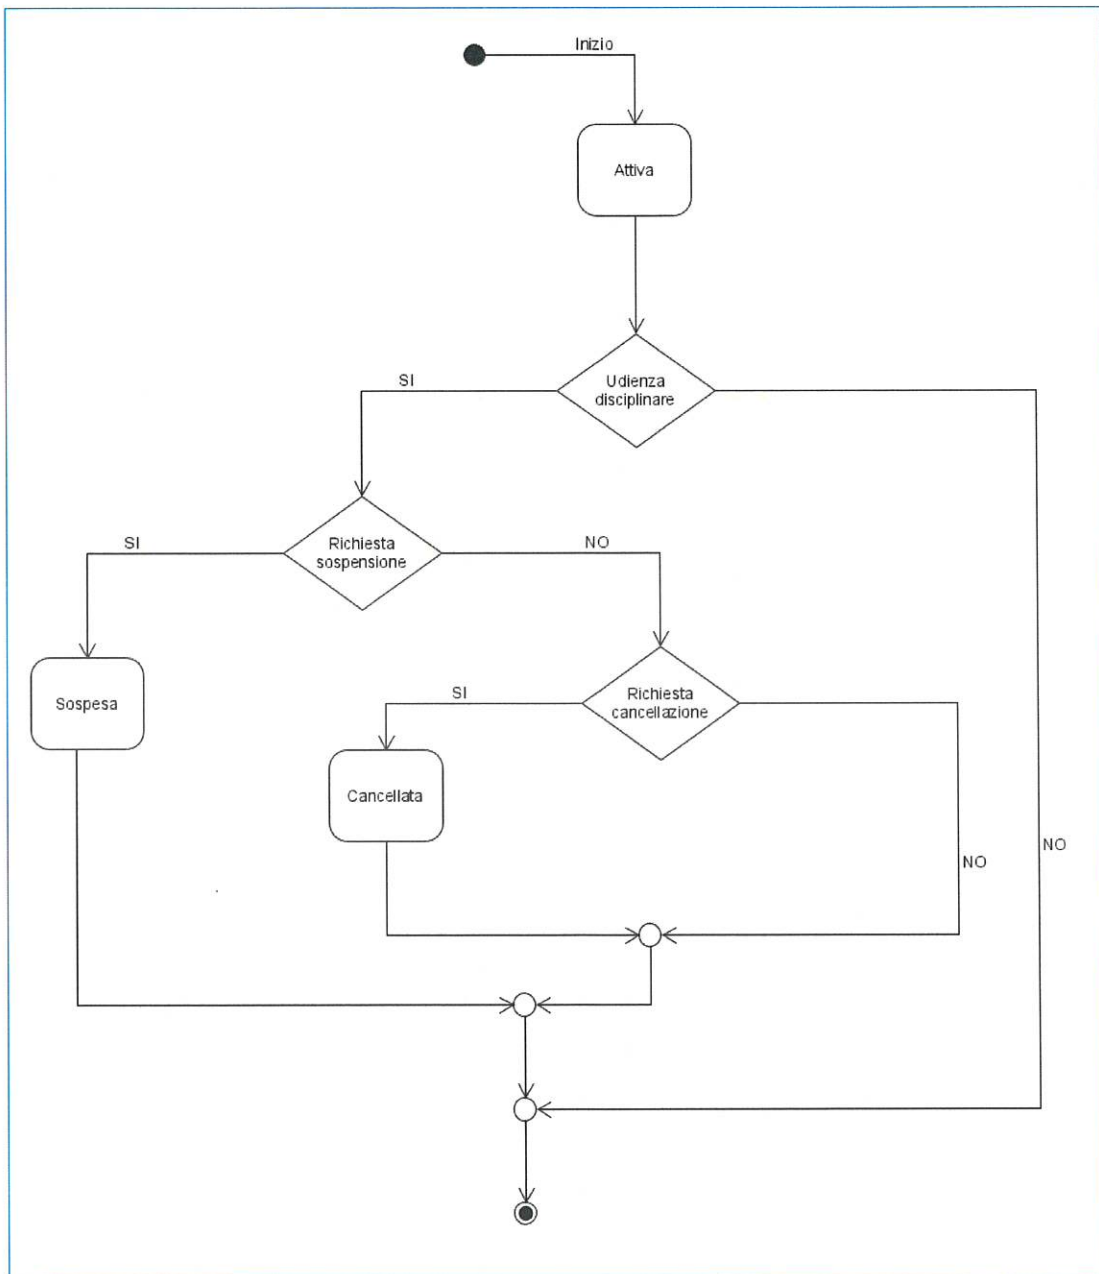 Inizio
Attiva
Udienza
disciplinare
SI
Richiesta
sospensione
SI
NO
Sospesa
Richiesta
cancellazione
SI
Cancellata
NO
NO